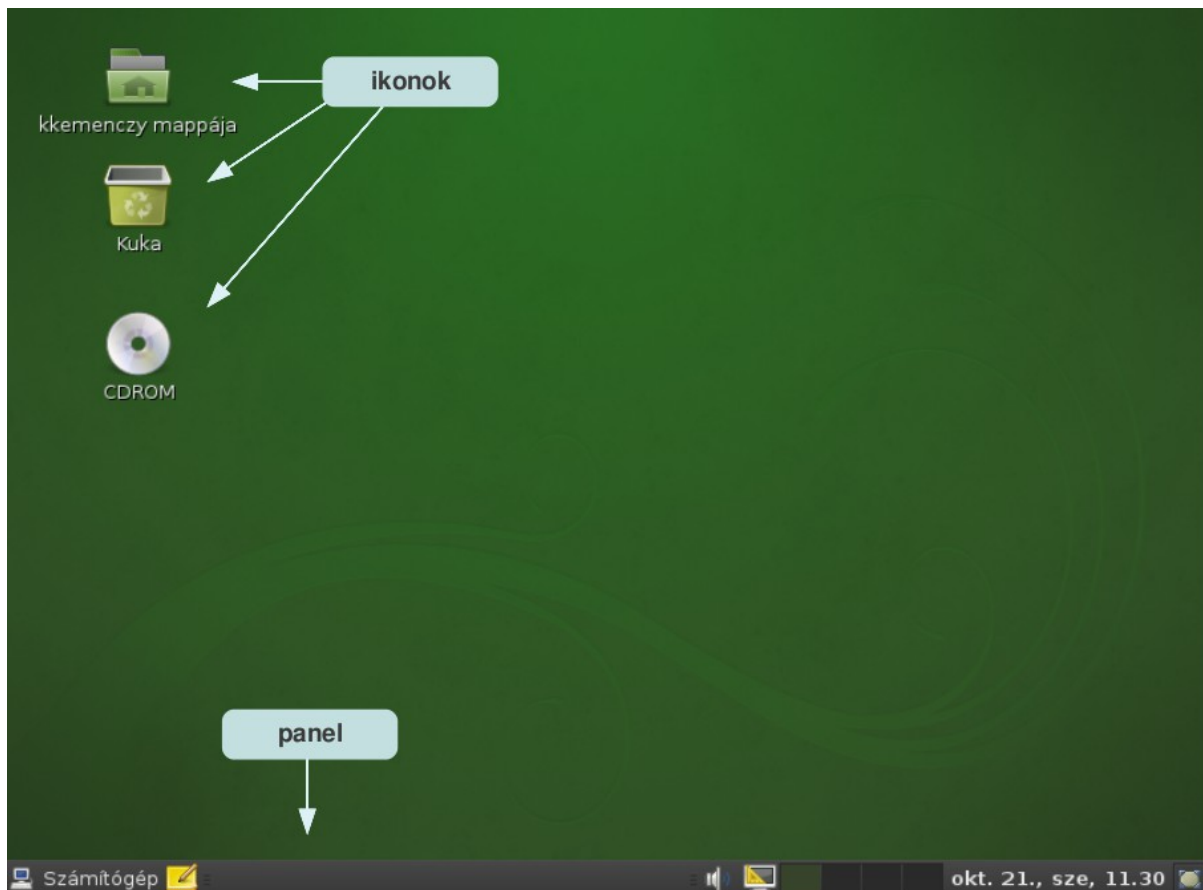 ikonok
kkemenczy mappája
Kuka
CDROM
panel
Számítógép
okt. 21., sze, 11.30